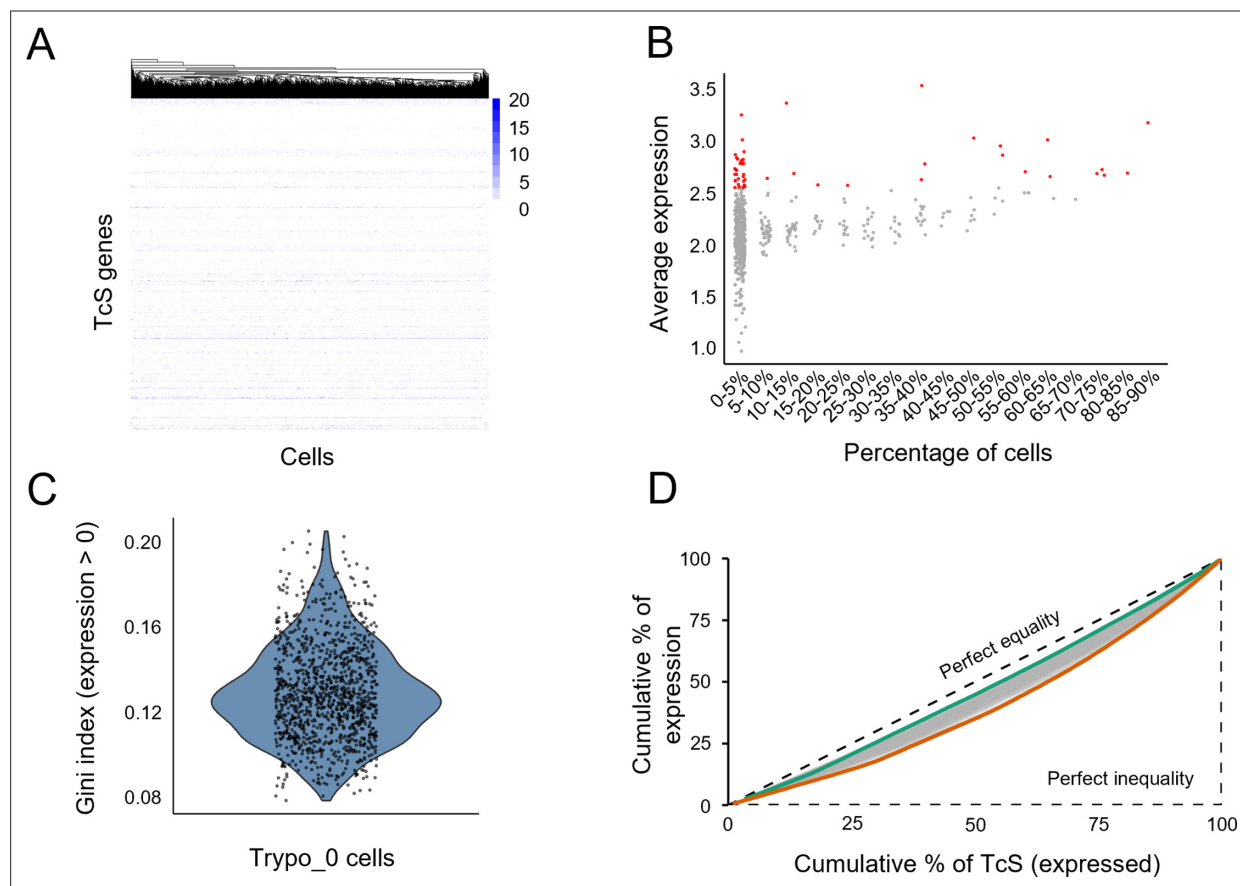 A
20
15
10
5
0
TcS genes
Cells
B
3.5
3.0
2.5
2.0
1.5
1.0
Average expression
0-5%
5-10%
10-15%
15-20%
20-25%
25-30%
30-35%
35-40%
40-45%
45-50%
50-55%
55-60%
60-65%
65-70%
70-75%
80-85%
85-90%
Percentage of cells
C
0.20
0.16
0.12
0.08
Gini index (expression > 0)
Trypo_0 cells
D
100
75
50
25
0
Cumulative % of
expression
Perfect equality
Perfect inequality
0 25 50 75 100
Cumulative % of TcS (expressed)